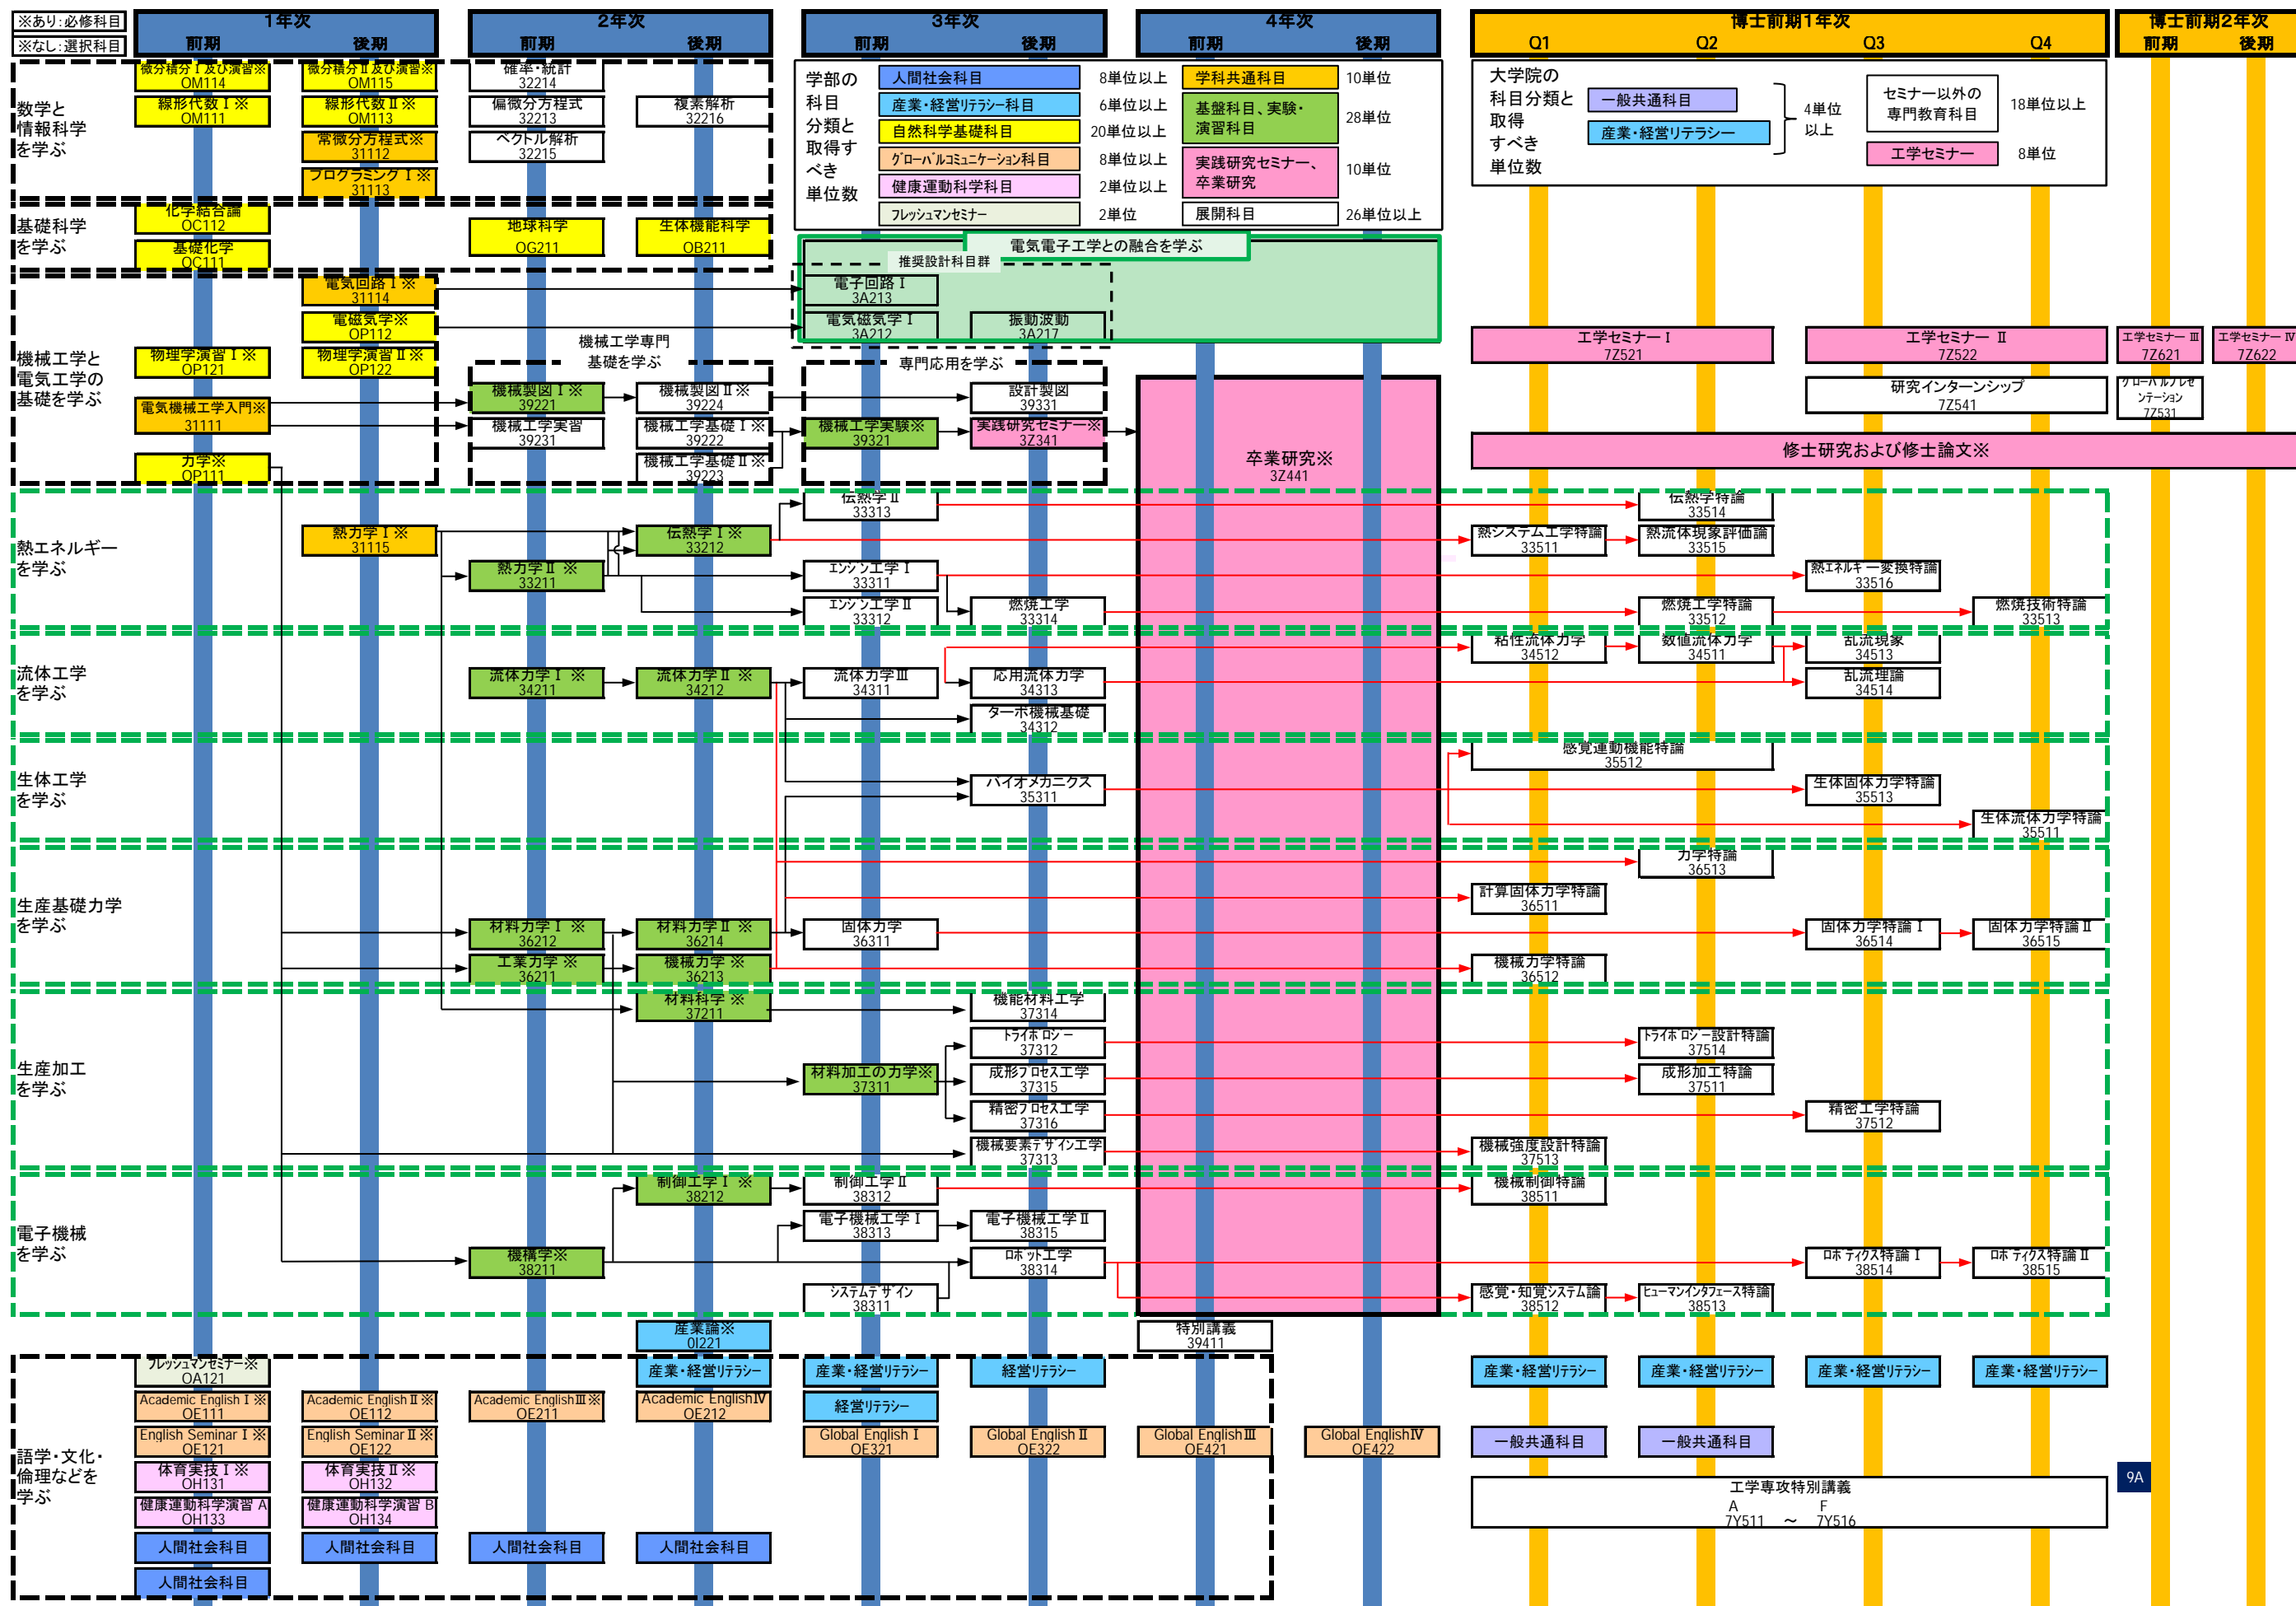 ※あり：必修科目
※なし：選択科目
1年次
前期
後期
2年次
前期
後期
3年次
前期
後期
4年次
前期
後期
博士前期1年次
Q1
Q2
Q3
Q4
博士前期2年次
前期
後期
学部の
科目
分類と
取得す
べき
単位数
人間社会科目
8単位以上
産業・経営リテラシー科目
6単位以上
自然科学基礎科目
20単位以上
グローバルコミュニケーション科目
8単位以上
健康運動科学科目
2単位以上
フレッシュマンセミナー
2単位
学科共通科目
10単位
基盤科目、実験・
演習科目
28単位
実践研究セミナー、
卒業研究
10単位
展開科目
26単位以上
大学院の
科目分類と
取得
すべき
単位数
一般共通科目
産業・経営リテラシー
4単位
以上
セミナー以外の
専門教育科目
18単位以上
工学セミナー
8単位
数学と
情報科学
を学ぶ
微分積分Ⅰ及び演習※
OM114
微分積分Ⅱ及び演習※
OM115
確率・統計
32214
線形代数Ⅰ※
OM111
線形代数Ⅱ※
OM113
偏微分方程式
32213
複素解析
32216
常微分方程式※
31112
ベクトル解析
32215
プログラミングⅠ※
31113
基礎科学
を学ぶ
化学結合論
OC112
基礎化学
OC111
地球科学
OG211
生体機能科学
OB211
電気電子工学との融合を学ぶ
推奨設計科目群
電子回路Ⅰ
3A213
電気磁気学Ⅰ
3A212
振動波動
3A217
機械工学と
電気工学の
基礎を学ぶ
電気回路Ⅰ※
31114
電磁気学※
OP112
物理学演習Ⅰ※
OP121
物理学演習Ⅱ※
OP122
電気機械工学入門※
31111
力学※
OP111
機械工学専門
基礎を学ぶ
機械製図Ⅰ※
39221
機械製図Ⅱ※
39224
機械工学実習
39231
機械工学基礎Ⅰ※
39222
機械工学基礎Ⅱ※
39223
専門応用を学ぶ
設計製図
39331
機械工学実験※
39321
実践研究セミナー※
3Z341
卒業研究※
3Z441
工学セミナーⅠ
7Z521
工学セミナー Ⅱ
7Z522
工学セミナー Ⅲ
7Z621
工学セミナー Ⅳ
7Z622
研究インターンシップ
7Z541
グローバルプレゼ
ンテーション
7Z531
修士研究および修士論文※
熱エネルギー
を学ぶ
熱力学Ⅰ※
31115
熱力学Ⅱ※
33211
伝熱学Ⅰ※
33212
伝熱学Ⅱ
33313
エンジン工学Ⅰ
33311
エンジン工学Ⅱ
33312
燃焼工学
33314
伝熱学特論
33514
熱システム工学特論
33511
熱流体現象評価論
33515
熱エネルギー変換特論
33516
燃焼工学特論
33512
燃焼技術特論
33513
流体工学
を学ぶ
流体力学Ⅰ ※
34211
流体力学Ⅱ ※
34212
流体力学Ⅲ
34311
応用流体力学
34313
ターボ機械基礎
34312
粘性流体力学
34512
数値流体力学
34511
乱流現象
34513
乱流理論
34514
生体工学
を学ぶ
バイオメカニクス
35311
感覚運動機能特論
35512
生体固体力学特論
35513
生体流体力学特論
35511
生産基礎力学
を学ぶ
力学特論
36513
計算固体力学特論
36511
材料力学Ⅰ ※
36212
材料力学Ⅱ ※
36214
固体力学
36311
固体力学特論Ⅰ
36514
固体力学特論Ⅱ
36515
工業力学 ※
36211
機械力学 ※
36213
機械力学特論
36512
生産加工
を学ぶ
材料科学 ※
37211
機能材料工学
37314
トライボロジー
37312
トライボロジー設計特論
37514
材料加工の力学※
37311
成形プロセス工学
37315
成形加工特論
37511
精密プロセス工学
37316
精密工学特論
37512
機械要素デザイン工学
37313
機械強度設計特論
37513
電子機械
を学ぶ
制御工学Ⅰ ※
38212
制御工学Ⅱ
38312
機械制御特論
38511
電子機械工学Ⅰ
38313
電子機械工学Ⅱ
38315
機構学※
38211
ロボット工学
38314
ロボティクス特論Ⅰ
38514
ロボティクス特論Ⅱ
38515
システムデザイン
38311
感覚・知覚システム論
38512
ヒューマンインタフェース特論
38513
産業論※
0I221
特別講義
39411
語学・文化・
倫理などを
学ぶ
フレッシュマンセミナー※
OA121
産業・経営リテラシー
産業・経営リテラシー
経営リテラシー
産業・経営リテラシー
産業・経営リテラシー
産業・経営リテラシー
産業・経営リテラシー
Academic EnglishⅠ※
OE111
Academic EnglishⅡ※
OE112
Academic EnglishⅢ※
OE211
Academic EnglishⅣ
OE212
経営リテラシー
English SeminarⅠ※
OE121
English SeminarⅡ※
OE122
Global EnglishⅠ
OE321
Global EnglishⅡ
OE322
Global EnglishⅢ
OE421
Global EnglishⅣ
OE422
一般共通科目
一般共通科目
体育実技Ⅰ※
OH131
体育実技Ⅱ※
OH132
健康運動科学演習 A
OH133
健康運動科学演習 B
OH134
人間社会科目
人間社会科目
人間社会科目
人間社会科目
人間社会科目
工学専攻特別講義
A F
7Y511 ～ 7Y516
9A